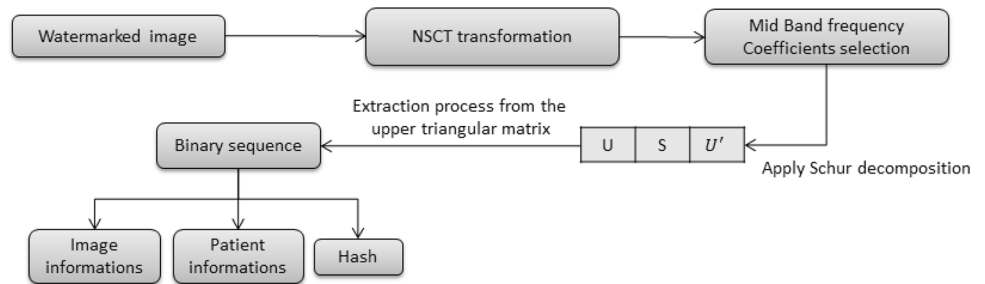 Watermarked image
NSCT transformation
Mid Band frequency
Coefficients selection
Extraction process from the
upper triangular matrix
Binary sequence
U
S
U′
Apply Schur decomposition
Image
informations
Patient
informations
Hash